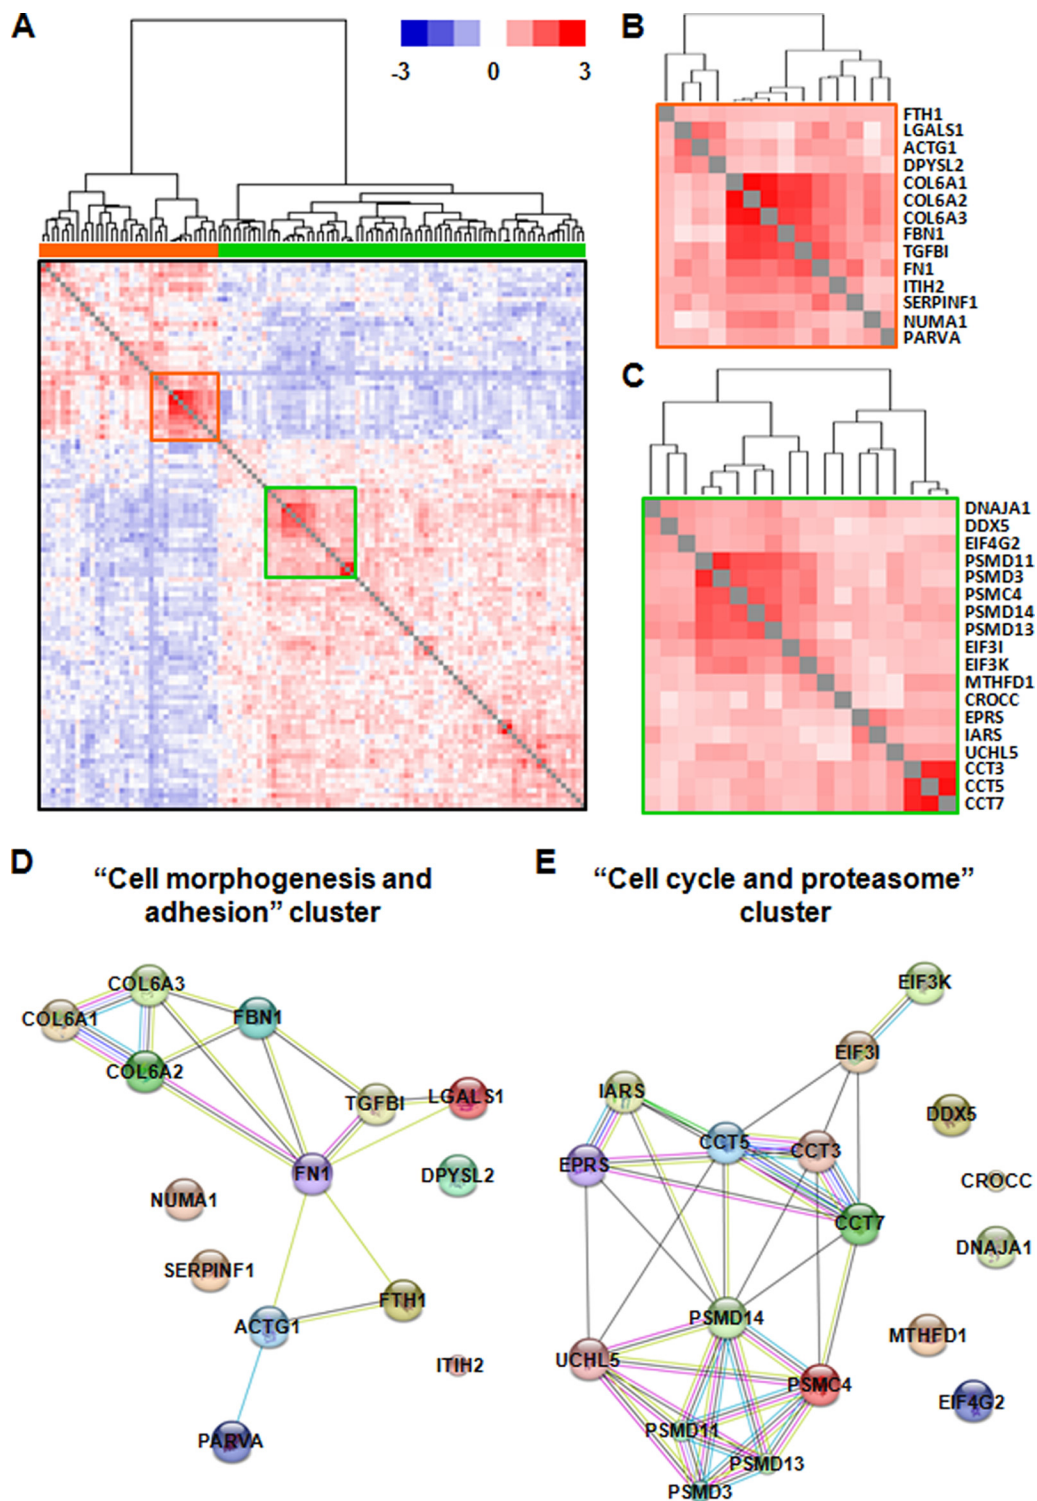 A
-3 0 3
B
FTH1
LGALS1
ACTG1
DPYSL2
COL6A1
COL6A2
COL6A3
FBN1
TGFBI
FN1
ITIH2
SERPINF1
NUMA1
PARVA
C
DNAJA1
DDX5
EIF4G2
PSMD11
PSMD3
PSMC4
PSMD14
PSMD13
EIF3I
EIF3K
MTHFD1
CROCC
EPRS
IARS
UCHL5
CCT3
CCT5
CCT7
D
“Cell morphogenesis and
adhesion” cluster
COL6A3
COL6A1
FBN1
COL6A2
TGFBI
LGALS1
FN1
DPYSL2
NUMA1
SERPINF1
FTH1
ACTG1
ITIH2
PARVA
E
“Cell cycle and proteasome”
cluster
EIF3K
EIF3I
IARS
DDX5
CCT5
CCT3
EPRS
CROCC
CCT7
DNAJA1
PSMD14
MTHFD1
UCHL5
PSMC4
EIF4G2
PSMD11
PSMD13
PSMD3